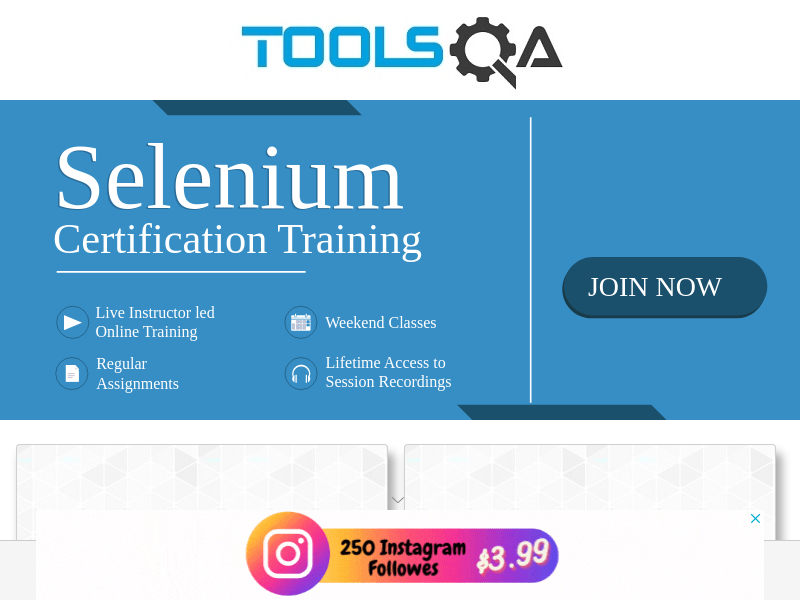 TOOLSQA
Selenium
Certification Training
Live Instructor led
Online Training
Weekend Classes
Regular
Assignments
Lifetime Access to
Session Recordings
JOIN NOW
250 Instagram
Followes
$3.99